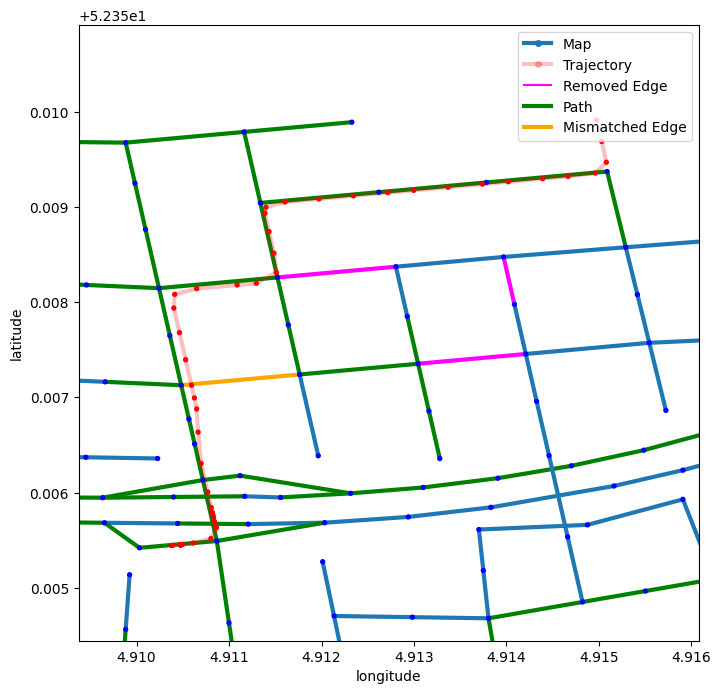 +5.235e1
Map
Trajectory
Removed Edge
Path
Mismatched Edge
0.010
0.009
0.008
0.007
0.006
0.005
latitude
4.910 4.911 4.912 4.913 4.914 4.915 4.916
longitude